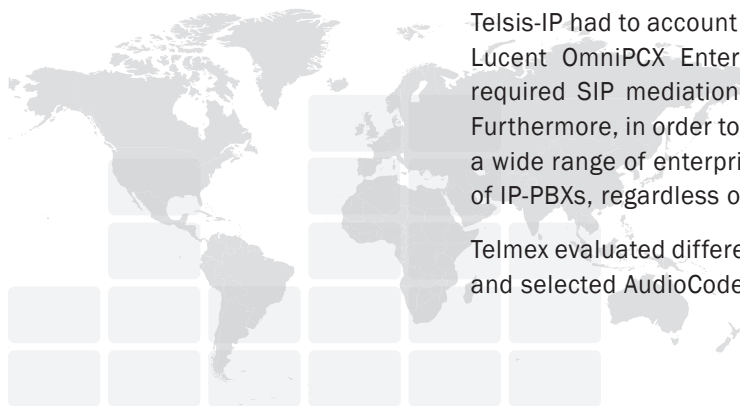 Telsis-IP had to account
Lucent OmniPCX Enter
required SIP mediation
Furthermore, in order to
a wide range of enterpri
of IP-PBXs, regardless o
Telmex evaluated differe
and selected AudioCode